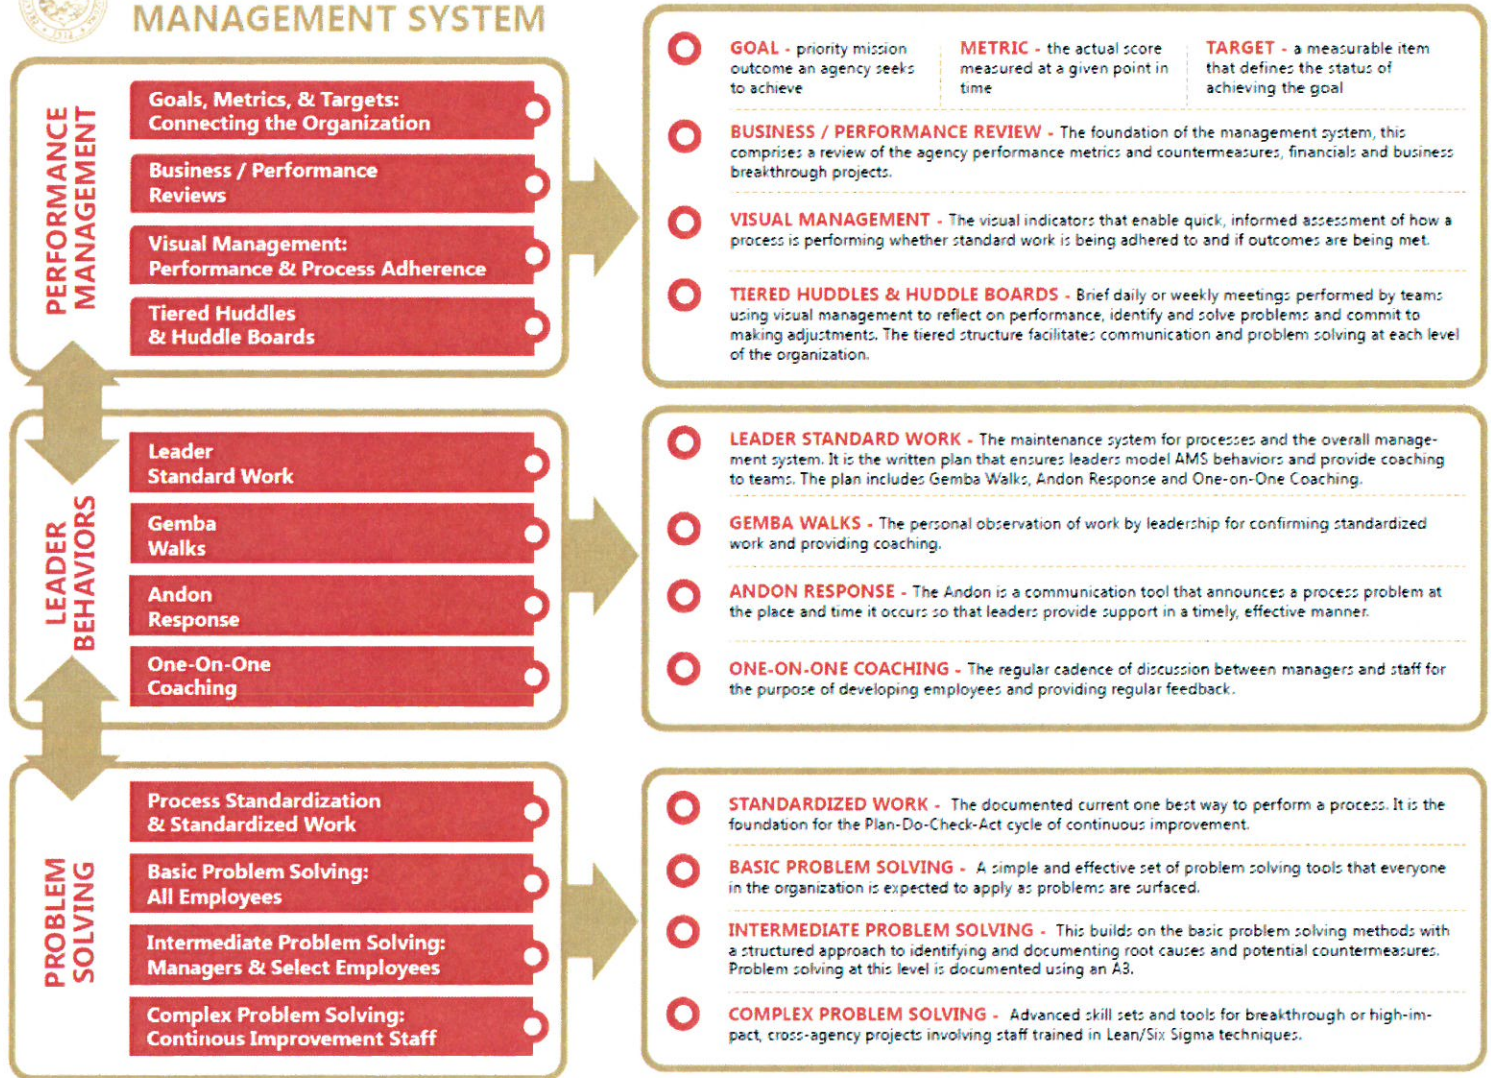 1912
MANAGEMENT SYSTEM
PERFORMANCE
MANAGEMENT
Goals, Metrics, & Targets:
Connecting the Organization
Business / Performance
Reviews
Visual Management:
Performance & Process Adherence
Tiered Huddles
& Huddle Boards
GOAL - priority mission
outcome an agency seeks
to achieve
METRIC - the actual score
measured at a given point in
time
TARGET - a measurable item
that defines the status of
achieving the goal
BUSINESS / PERFORMANCE REVIEW - The foundation of the management system, this
comprises a review of the agency performance metrics and countermeasures, financials and business
breakthrough projects.
VISUAL MANAGEMENT - The visual indicators that enable quick, informed assessment of how a
process is performing whether standard work is being adhered to and if outcomes are being met.
TIERED HUDDLES & HUDDLE BOARDS - Brief daily or weekly meetings performed by teams
using visual management to reflect on performance, identify and solve problems and commit to
making adjustments. The tiered structure facilitates communication and problem solving at each level
of the organization.
LEADER
BEHAVIORS
Leader
Standard Work
Gemba
Walks
Andon
Response
One-On-One
Coaching
LEADER STANDARD WORK - The maintenance system for processes and the overall manage-
ment system. It is the written plan that ensures leaders model AMS behaviors and provide coaching
to teams. The plan includes Gemba Walks, Andon Response and One-on-One Coaching.
GEMBA WALKS - The personal observation of work by leadership for confirming standardized
work and providing coaching.
ANDON RESPONSE - The Andon is a communication tool that announces a process problem at
the place and time it occurs so that leaders provide support in a timely, effective manner.
ONE-ON-ONE COACHING - The regular cadence of discussion between managers and staff for
the purpose of developing employees and providing regular feedback.
PROBLEM
SOLVING
Process Standardization
& Standardized Work
Basic Problem Solving:
All Employees
Intermediate Problem Solving:
Managers & Select Employees
Complex Problem Solving:
Continous Improvement Staff
STANDARDIZED WORK - The documented current one best way to perform a process. It is the
foundation for the Plan-Do-Check-Act cycle of continuous improvement.
BASIC PROBLEM SOLVING - A simple and effective set of problem solving tools that everyone
in the organization is expected to apply as problems are surfaced.
INTERMEDIATE PROBLEM SOLVING - This builds on the basic problem solving methods with
a structured approach to identifying and documenting root causes and potential countermeasures.
Problem solving at this level is documented using an A3.
COMPLEX PROBLEM SOLVING - Advanced skill sets and tools for breakthrough or high-im-
pact, cross-agency projects involving staff trained in Lean/Six Sigma techniques.